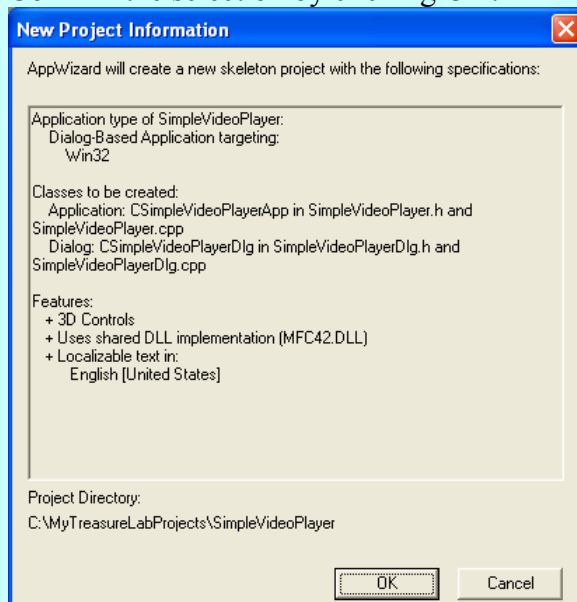 New Project Information
AppWizard will create a new skeleton project with the following specifications:
Application type of SimpleVideoPlayer:
Dialog-Based Application targeting:
Win32
Classes to be created:
Application: CSimpleVideoPlayerApp in SimpleVideoPlayer.h and
SimpleVideoPlayer.cpp
Dialog: CSimpleVideoPlayerDlg in SimpleVideoPlayerDlg.h and
SimpleVideoPlayerDlg.cpp
Features:
+ 3D Controls
+ Uses shared DLL implementation (MFC42.DLL)
+ Localizable text in:
English [United States]
Project Directory:
C:\MyTreasureLabProjects\SimpleVideoPlayer
OK
Cancel